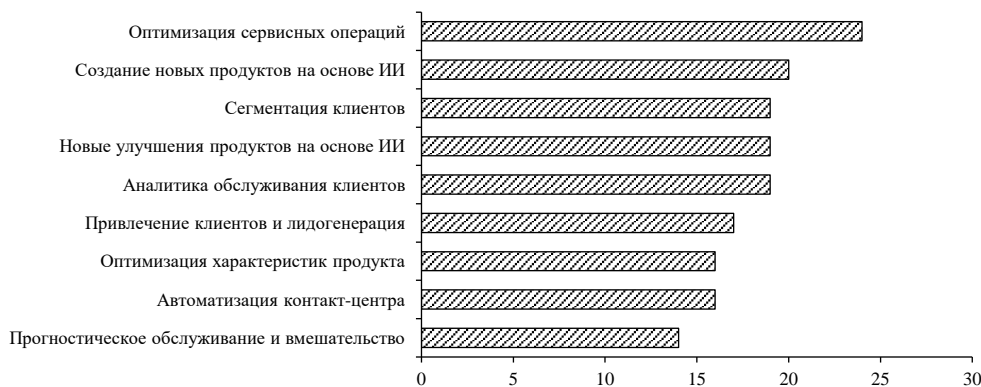 Оптимизация сервисных операций
Создание новых продуктов на основе ИИ
Сегментация клиентов
Новые улучшения продуктов на основе ИИ
Аналитика обслуживания клиентов
Привлечение клиентов и лидогенерация
Оптимизация характеристик продукта
Автоматизация контакт-центра
Прогностическое обслуживание и вмешательство
0 5 10 15 20 25 30